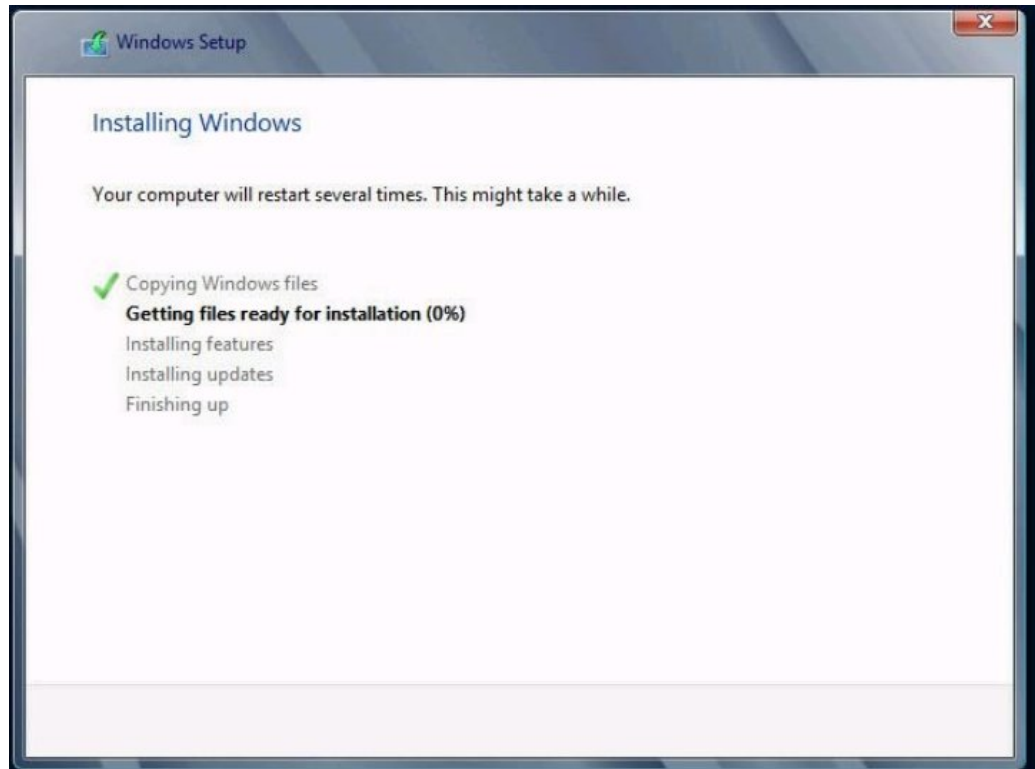 Windows Setup
Installing Windows
Your computer will restart several times. This might take a while.
Copying Windows files
Getting files ready for installation (0%)
Installing features
Installing updates
Finishing up